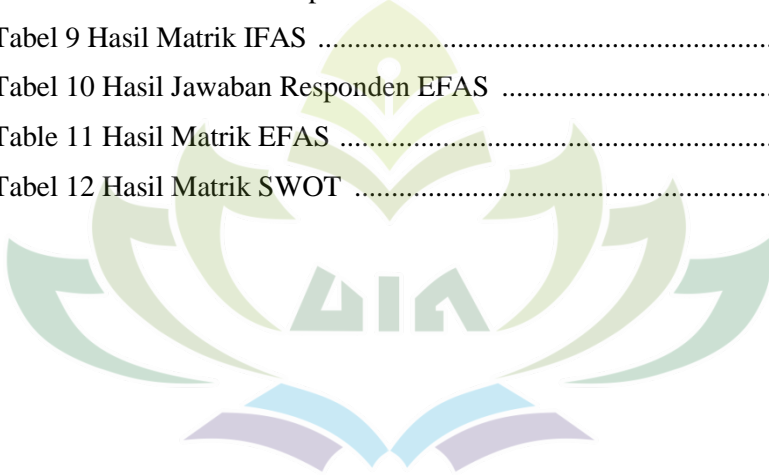 Tabel 9 Hasil Matrik IFAS ................................................................
Tabel 10 Hasil Jawaban Responden EFAS .....................................
Table 11 Hasil Matrik EFAS ..........................................................
Tabel 12 Hasil Matrik SWOT ........................................................
UIN